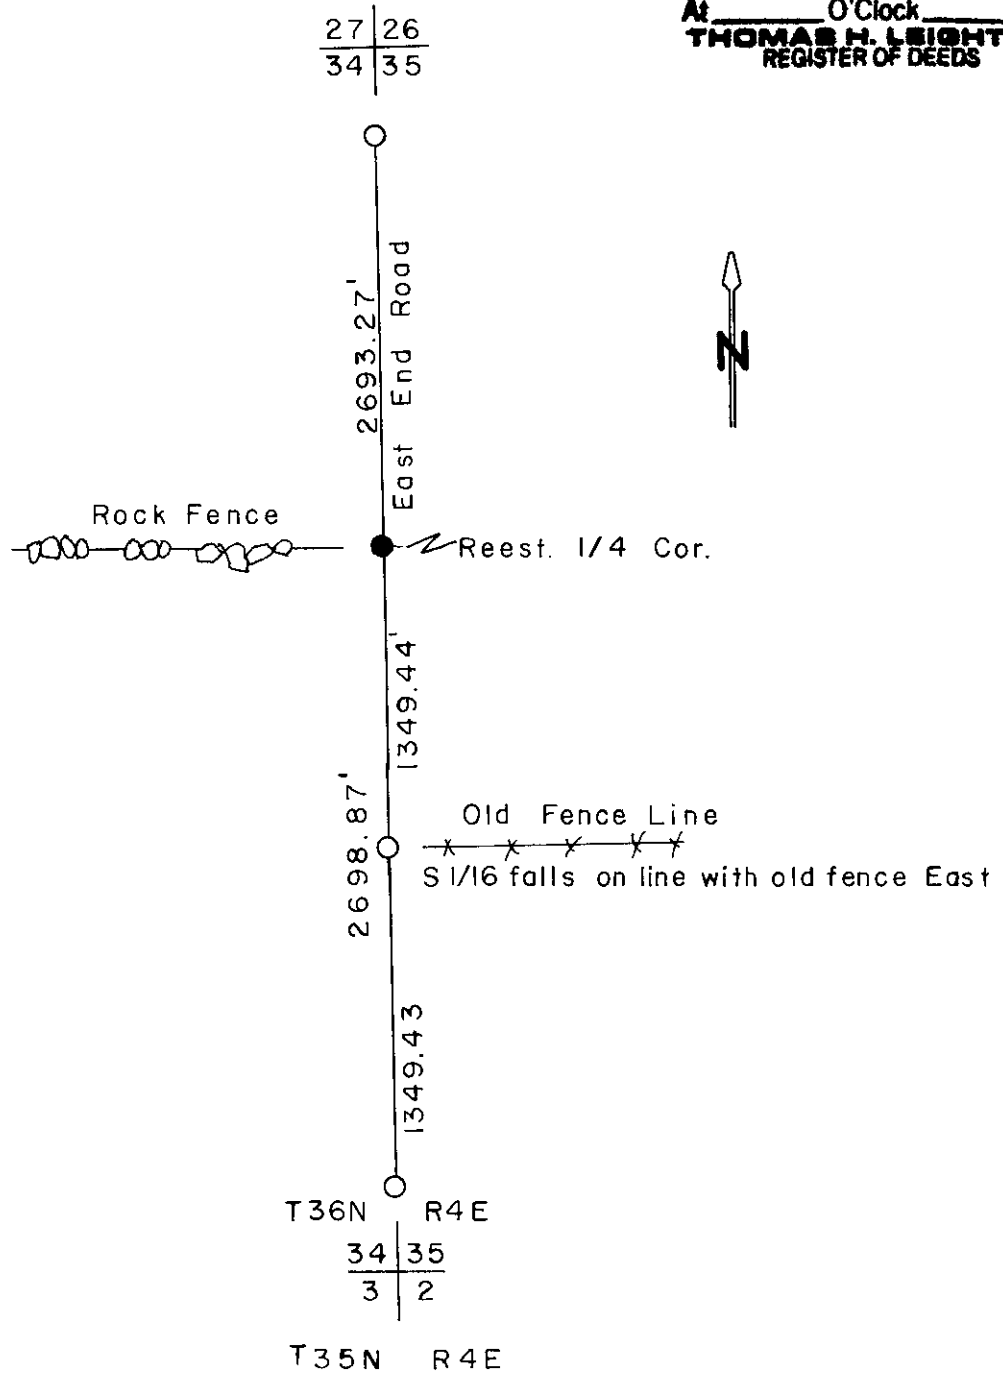 At ______ O'Clock ______
THOMAS H. LEIGHT
REGISTER OF DEEDS
27 26
34 35
2693.27'
East End Road
N
Rock Fence
Reest. 1/4 Cor.
1349.44'
2698.87'
Old Fence Line
S 1/16 falls on line with old fence East
1349.43
T36N R4E
34 35
3 2
T35N R4E